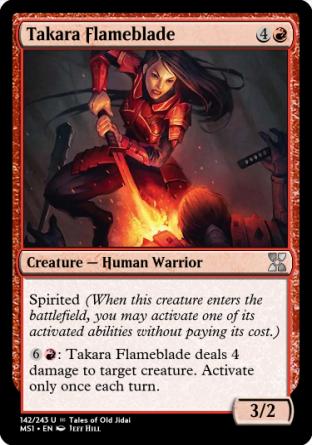 Takara Flameblade 4
Creature — Human Warrior
Spirited (When this creature enters the
battlefield, you may activate one of its
activated abilities without paying its cost.)
6 : Takara Flameblade deals 4
damage to target creature. Activate
only once each turn.
3/2
142/243 U Tales of Old Jidai
MS1 • EN Jeff Hill